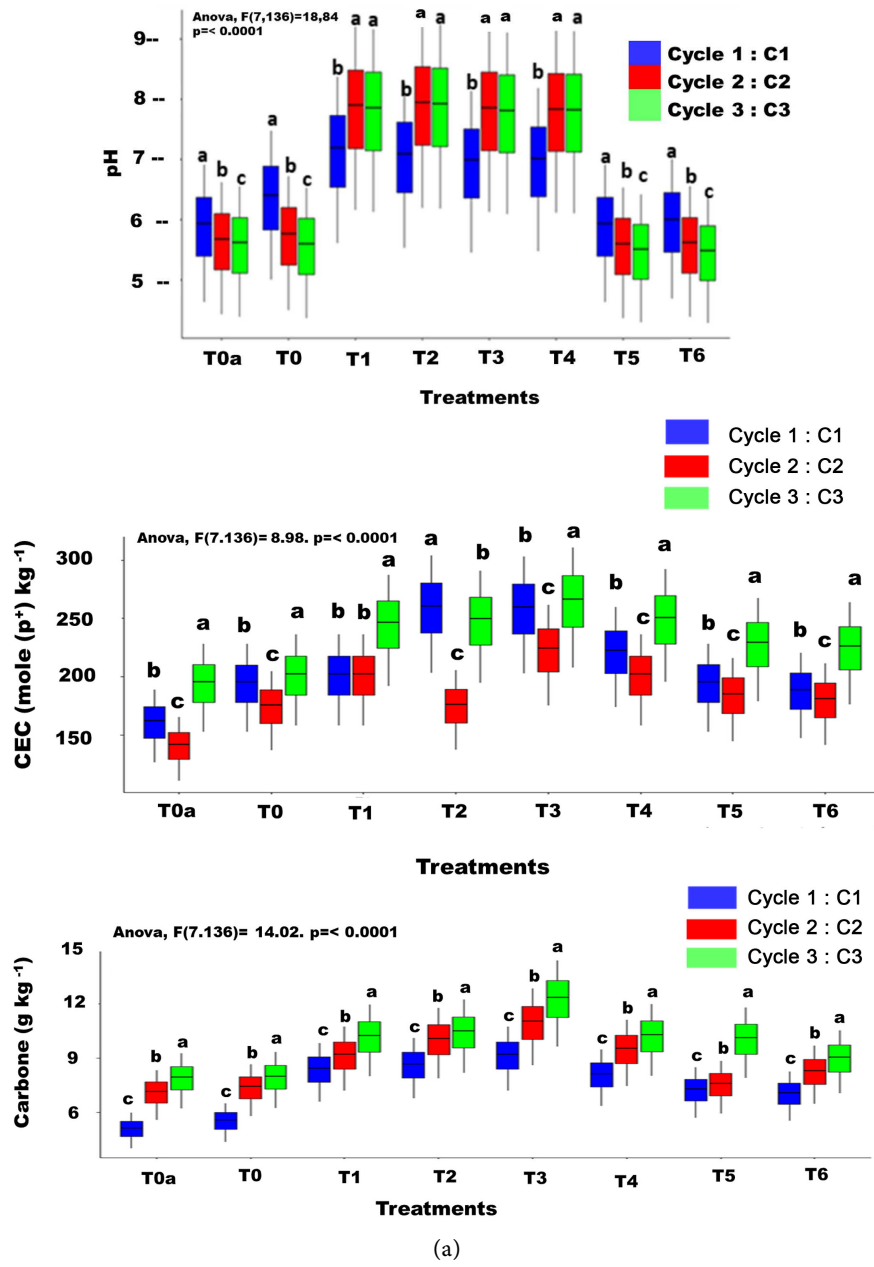 Anova, F(7,136)=18,84
p=< 0.0001
Cycle 1 : C1
Cycle 2 : C2
Cycle 3 : C3
9--
8 --
7 --
6 --
5 --
pH
a b c a b c b a a b a a b a a b a a a b c a b c
T0a T0 T1 T2 T3 T4 T5 T6
Treatments
Cycle 1 : C1
Cycle 2 : C2
Cycle 3 : C3
Anova, F(7.136)= 8.98. p=< 0.0001
300
250
200
150
CEC (mole (p⁺) kg ⁻¹)
b c a b c a b b a a c b b c a b c a b c a b c a
T0a T0 T1 T2 T3 T4 T5 T6
Treatments
Cycle 1 : C1
Cycle 2 : C2
Cycle 3 : C3
Anova, F(7.136)= 14.02. p=< 0.0001
15
12
9
6
Carbone (g kg ⁻¹)
c b a c b a c b a c b a c b a c b a c b a c b a
T0a T0 T1 T2 T3 T4 T5 T6
Treatments
(a)